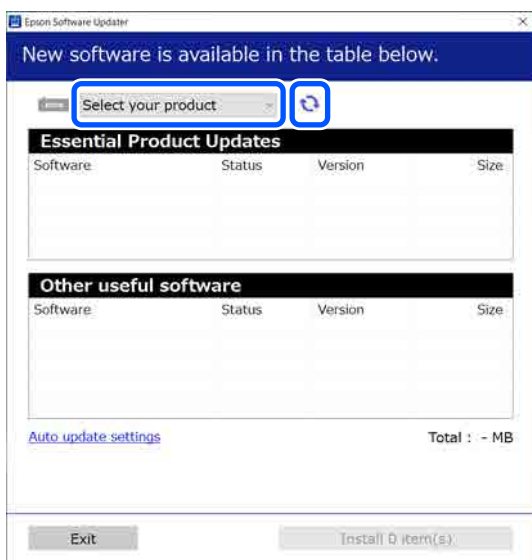 Epson Software Updater
New software is available in the table below.
Select your product
Essential Product Updates
Software Status Version Size
Other useful software
Software Status Version Size
Auto update settings Total : - MB
Exit Install 0 item(s)